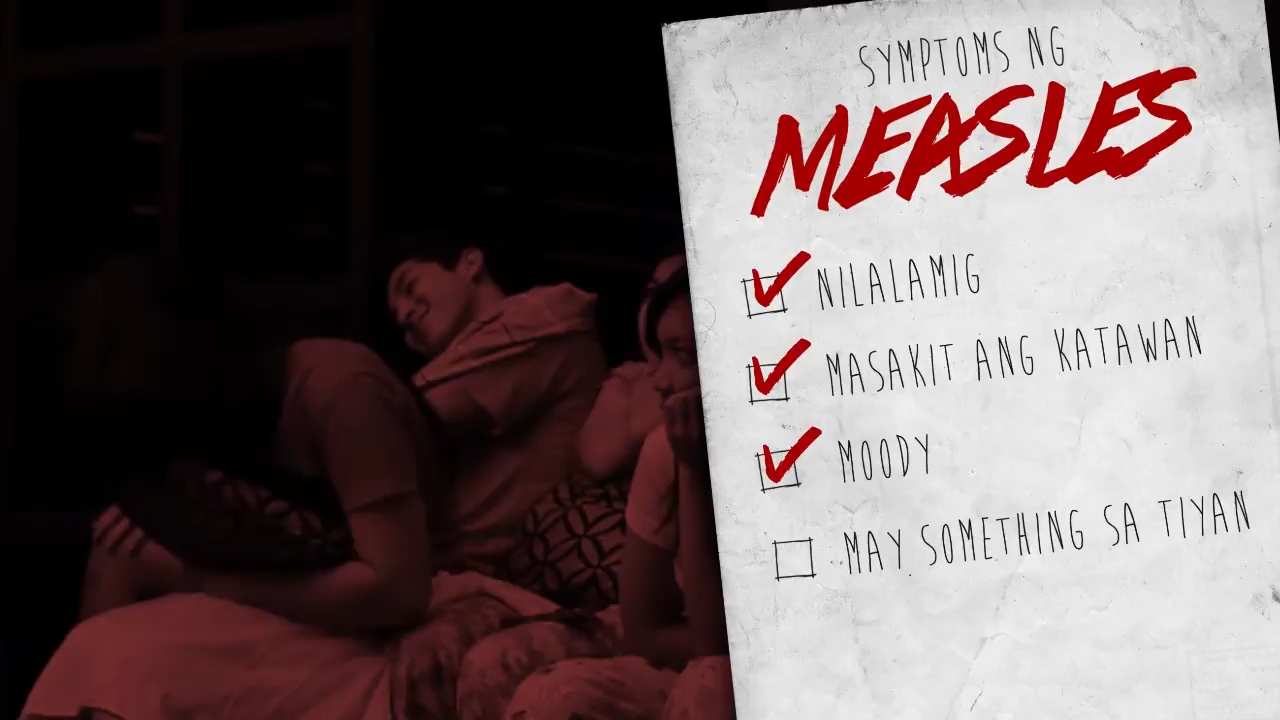 SYMPTOMS NG
MEASLES
NILALAMIG
MASAKIT ANG KATAWAN
MOODY
MAY SOMETHING SA TIYAN